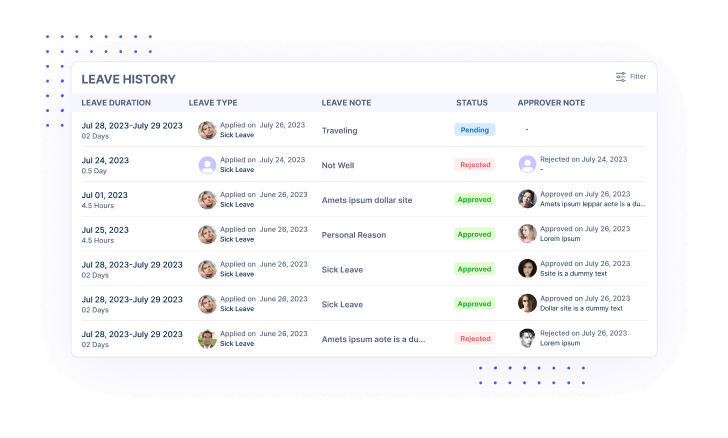 LEAVE HISTORY
Filter
LEAVE DURATION LEAVE TYPE LEAVE NOTE STATUS APPROVER NOTE
Jul 28, 2023-July 29 2023 Applied on July 26, 2023 Traveling Pending -
02 Days Sick Leave
Jul 24, 2023 Applied on July 24, 2023 Not Well Rejected Rejected on July 24, 2023
0.5 Day Sick Leave -
Jul 01, 2023 Applied on June 26, 2023 Amets ipsum dollar site Approved Approved on July 26, 2023
4.5 Hours Sick Leave Amets ipsum leppar aote is a du...
Jul 25, 2023 Applied on June 26, 2023 Personal Reason Approved Approved on July 26, 2023
4.5 Hours Sick Leave Lorem ipsum
Jul 28, 2023-July 29 2023 Applied on June 26, 2023 Sick Leave Approved Approved on July 26, 2023
02 Days Sick Leave Ssite is a dummy text
Jul 28, 2023-July 29 2023 Applied on June 26, 2023 Sick Leave Approved Approved on July 26, 2023
02 Days Sick Leave Dollar site is a dummy text
Jul 28, 2023-July 29 2023 Applied on June 26, 2023 Amets ipsum aote is a du... Rejected Rejected on July 26, 2023
02 Days Sick Leave Lorem ipsum